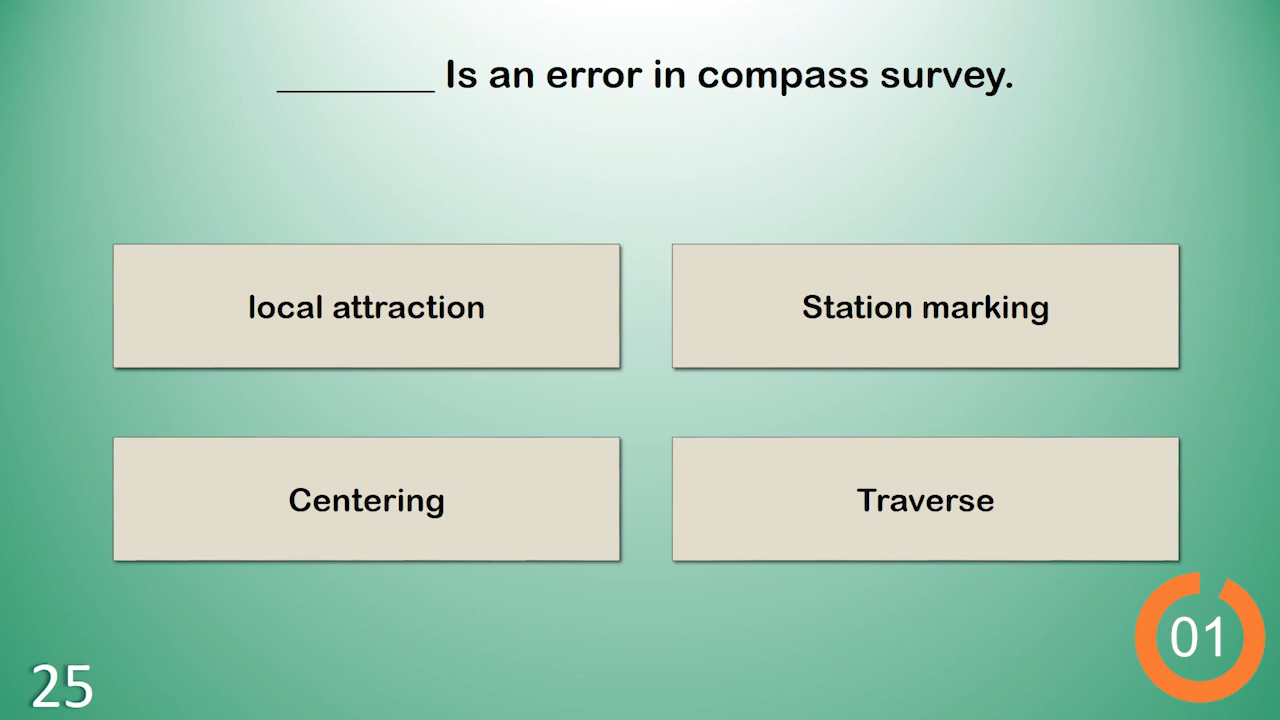 ________ Is an error in compass survey.
local attraction
Station marking
Centering
Traverse
01
25